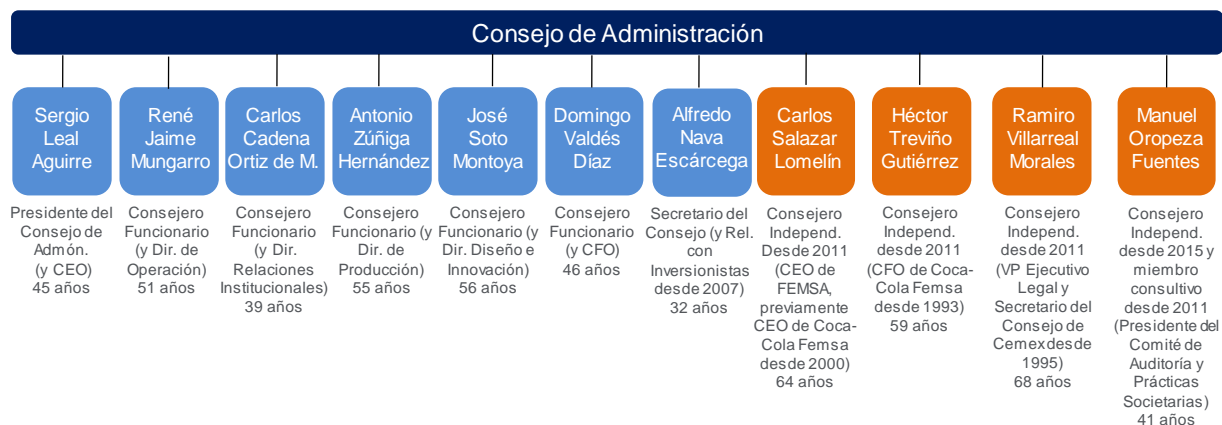 Consejo de Administración
Sergio
Leal
Aguirre
Presidente del
Consejo de
Admón.
(y CEO)
45 años
René
Jaime
Mungarro
Consejero
Funcionario
(y Dir. de
Operación)
51 años
Carlos
Cadena
Ortiz de M.
Consejero
Funcionario
(y Dir.
Relaciones
Institucionales)
39 años
Antonio
Zúñiga
Hernández
Consejero
Funcionario (y
Dir. de
Producción)
55 años
José
Soto
Montoya
Consejero
Funcionario (y
Dir. Diseño e
Innovación)
56 años
Domingo
Valdés
Díaz
Consejero
Funcionario
(y CFO)
46 años
Alfredo
Nava
Escárcega
Secretario del
Consejo (y Rel.
con
Inversionistas
desde 2007)
32 años
Carlos
Salazar
Lomelín
Consejero
Independ.
Desde 2011
(CEO de
FEMSA,
previamente
CEO de Coca-
Cola Femsa
desde 2000)
64 años
Héctor
Treviño
Gutiérrez
Consejero
Independ.
desde 2011
(CFO de Coca-
Cola Femsa
desde 1993)
59 años
Ramiro
Villarreal
Morales
Consejero
Independ.
desde 2011
(VP Ejecutivo
Legal y
Secretario del
Consejo de
Cemex desde
1995)
68 años
Manuel
Oropeza
Fuentes
Consejero
Independ.
desde 2015 y
miembro
consultivo
desde 2011
(Presidente del
Comité de
Auditoría y
Prácticas
Societarias)
41 años